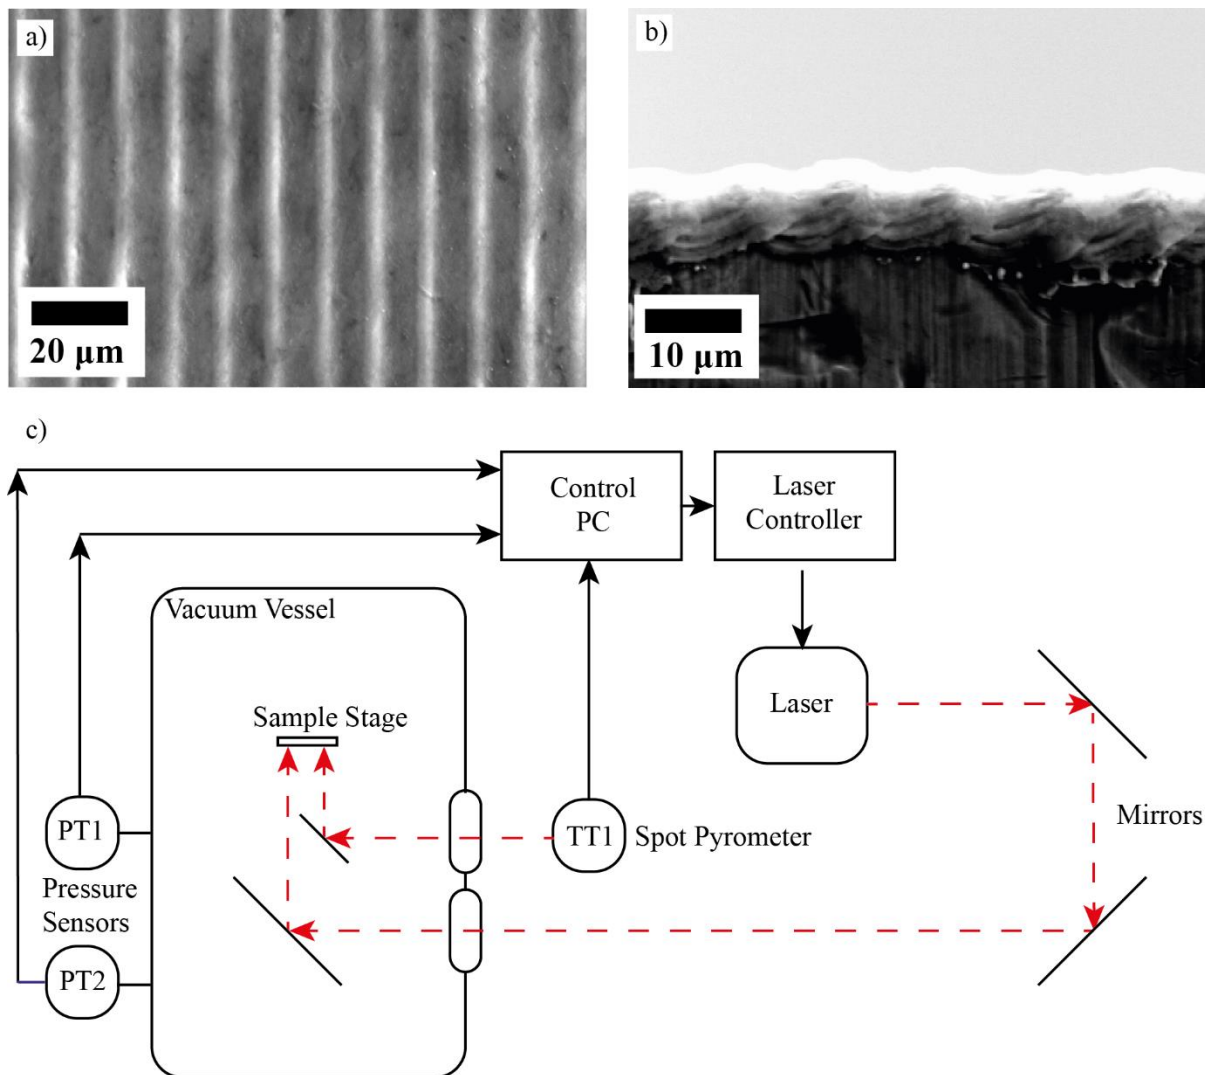 a)
20 µm
b)
10 µm
c)
Control
PC
Laser
Controller
Vacuum Vessel
Laser
Sample Stage
Mirrors
PT1
TT1
Spot Pyrometer
Pressure
Sensors
PT2